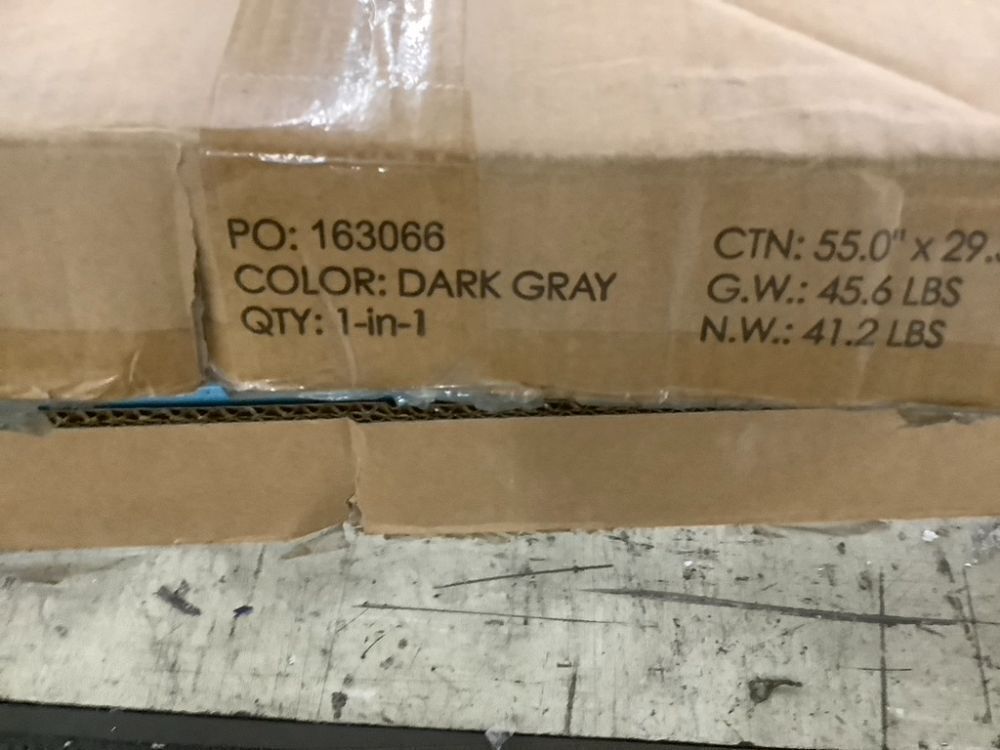 PO: 163066
COLOR: DARK GRAY
QTY: 1-in-1
CTN: 55.0" x 29.
G.W.: 45.6 LBS
N.W.: 41.2 LBS